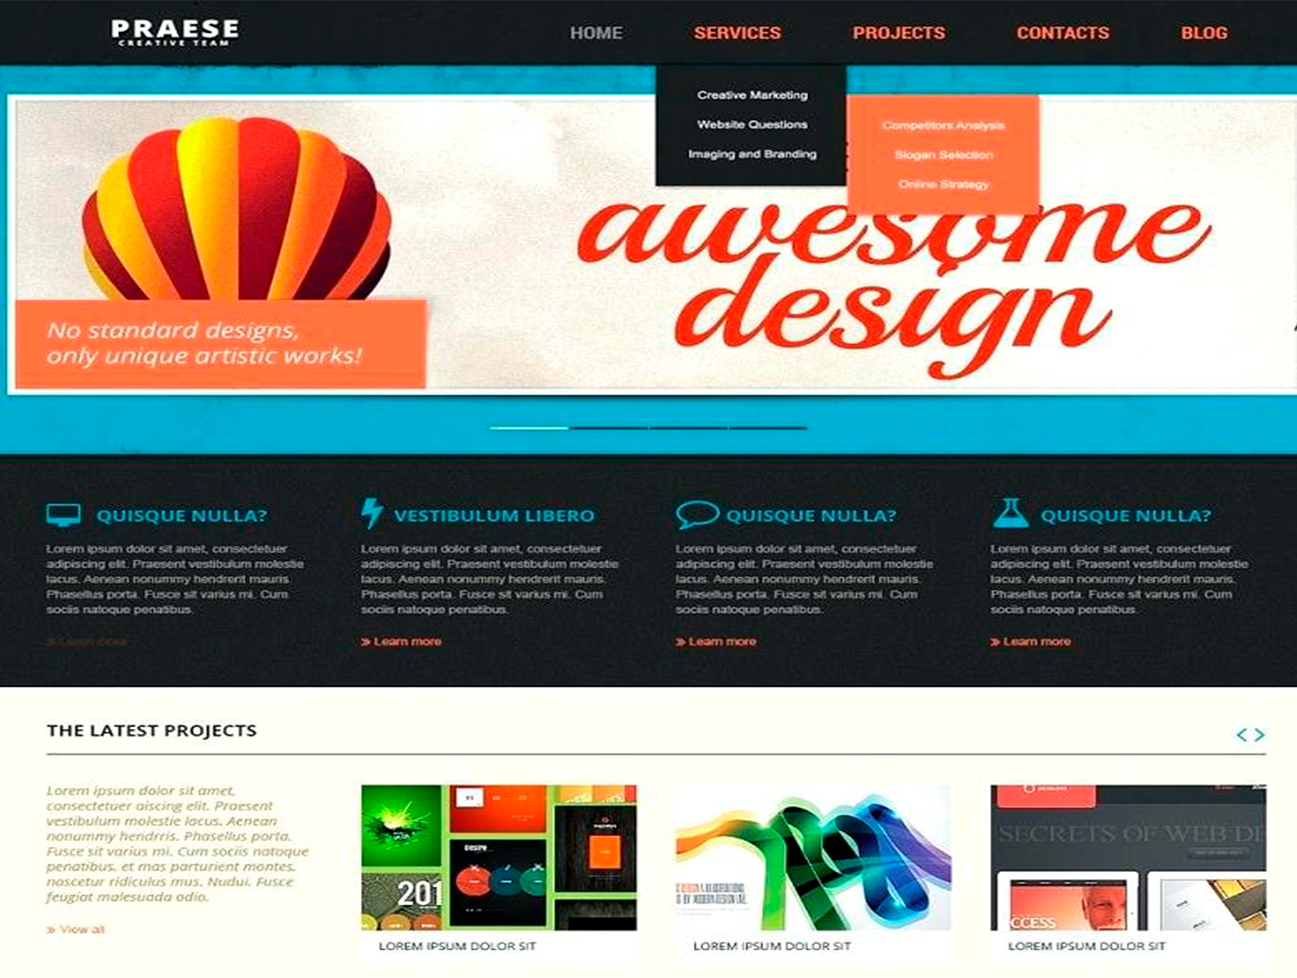 PRAESE
CREATIVE TEAM
HOME
SERVICES
PROJECTS
CONTACTS
BLOG
Creative Marketing
Website Questions
Imaging and Branding
Competitors Analysis
Slogan Selection
Online Strategy
awesome
design
No standard designs,
only unique artistic works!
QUISQUE NULLA?
Lorem ipsum dolor sit amet, consectetuer
adipiscing elit. Praesent vestibulum molestie
lacus. Aenean nonummy hendrerit mauris.
Phasellus porta. Fusce sit varius mi. Cum
sociis natoque penatibus.
» Learn more
VESTIBULUM LIBERO
Lorem ipsum dolor sit amet, consectetuer
adipiscing elit. Praesent vestibulum molestie
lacus. Aenean nonummy hendrerit mauris.
Phasellus porta. Fusce sit varius mi. Cum
sociis natoque penatibus.
» Learn more
QUISQUE NULLA?
Lorem ipsum dolor sit amet, consectetuer
adipiscing elit. Praesent vestibulum molestie
lacus. Aenean nonummy hendrerit mauris.
Phasellus porta. Fusce sit varius mi. Cum
sociis natoque penatibus.
» Learn more
QUISQUE NULLA?
Lorem ipsum dolor sit amet, consectetuer
adipiscing elit. Praesent vestibulum molestie
lacus. Aenean nonummy hendrerit mauris.
Phasellus porta. Fusce sit varius mi. Cum
sociis natoque penatibus.
» Learn more
THE LATEST PROJECTS
Lorem ipsum dolor sit amet,
consectetuer aiscing elit. Praesent
vestibulum molestie lacus. Aenean
nonummy hendrris. Phasellus porta.
Fusce sit varius mi. Cum sociis natoque
penatibus. et mas parturient montes.
nascetur ridiculus mus. Nudui. Fusce
feugiat malesuada odio.
» View all
201
LOREM IPSUM DOLOR SIT
LOREM IPSUM DOLOR SIT
SECRETS OF WEB DE
CCESS
LOREM IPSUM DOLOR SIT